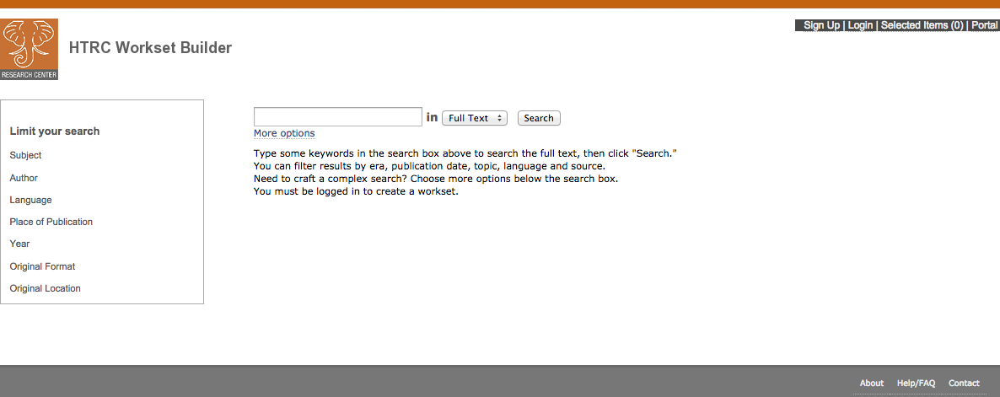 Sign Up | Login | Selected Items (0) | Portal
HTRC Workset Builder
RESEARCH CENTER
Limit your search
Subject
Author
Language
Place of Publication
Year
Original Format
Original Location
in Full Text Search
More options
Type some keywords in the search box above to search the full text, then click "Search."
You can filter results by era, publication date, topic, language and source.
Need to craft a complex search? Choose more options below the search box.
You must be logged in to create a workset.
About Help/FAQ Contact